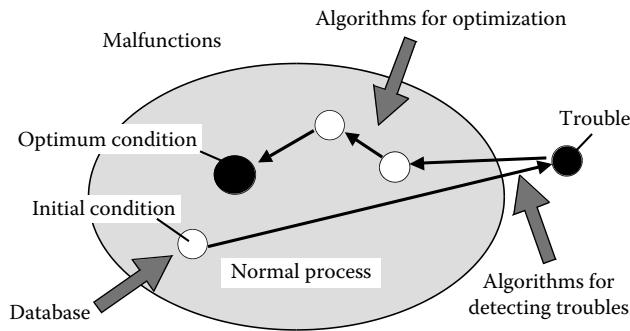 Algorithms for optimization
Malfunctions
Trouble
Optimum condition
Initial condition
Normal process
Database
Algorithms for
detecting troubles